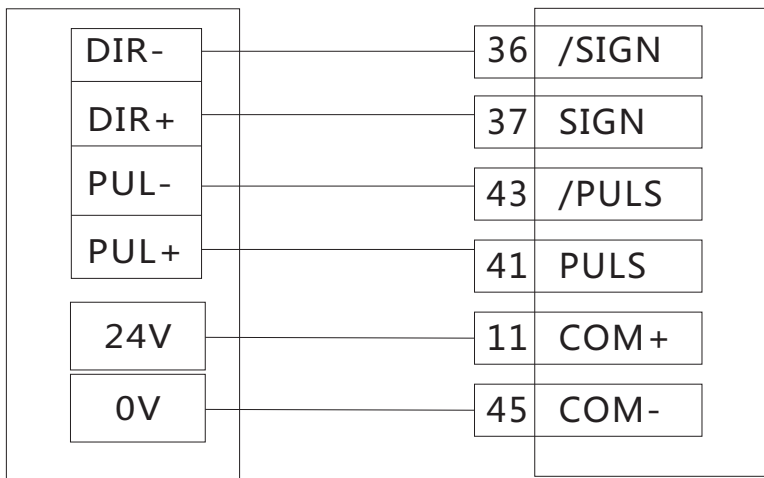 DIR- 36 /SIGN
DIR+ 37 SIGN
PUL- 43 /PULS
PUL+ 41 PULS
24V 11 COM+
0V 45 COM-